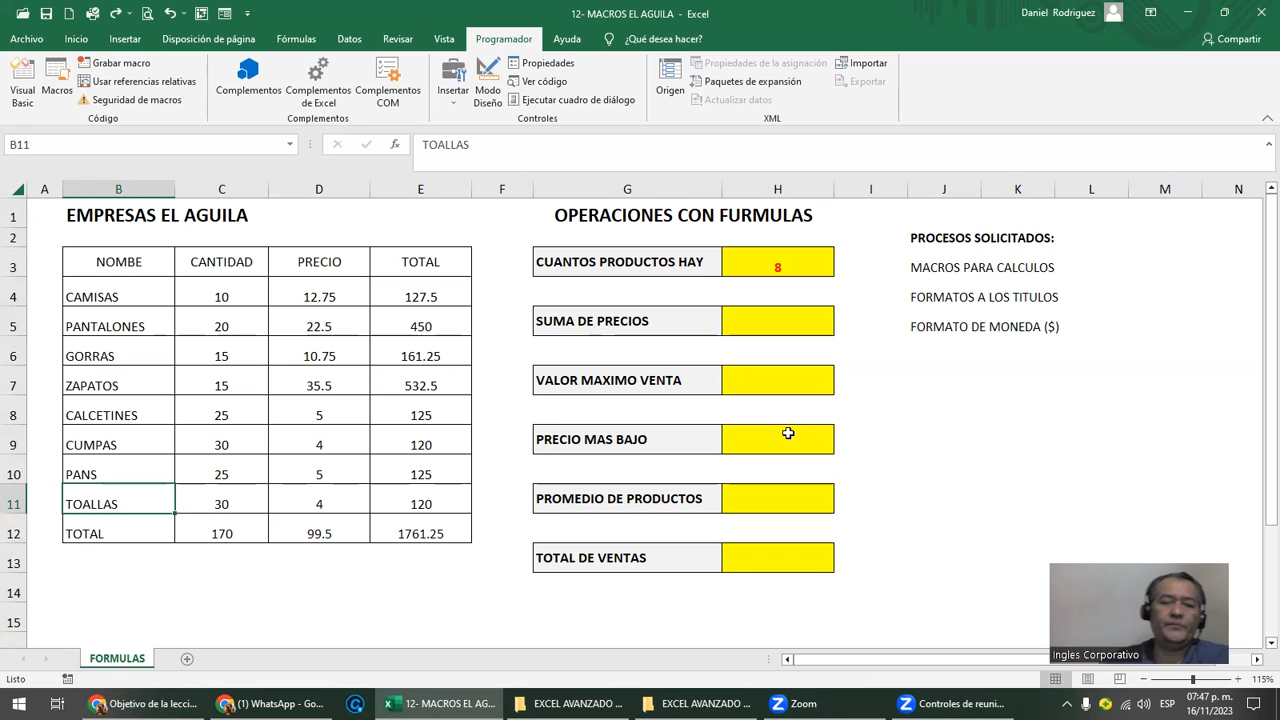 12- MACROS EL AGUILA - Excel
Daniel Rodriguez
Archivo Inicio Insertar Disposición de página Fórmulas Datos Revisar Vista Programador Ayuda ¿Qué desea hacer? Compartir
Visual Basic
Macros
Grabar macro
Usar referencias relativas
Seguridad de macros
Código
Complementos
Complementos de Excel
Complementos COM
Complementos
Insertar
Modo Diseño
Propiedades
Ver código
Ejecutar cuadro de diálogo
Controles
Origen
Propiedades de la asignación
Paquetes de expansión
Actualizar datos
Importar
Exportar
XML
B11 fx TOALLAS
A B C D E F G H I J K L M N
1 EMPRESAS EL AGUILA OPERACIONES CON FURMULAS
2 PROCESOS SOLICITADOS:
3 NOMBE CANTIDAD PRECIO TOTAL CUANTOS PRODUCTOS HAY 8 MACROS PARA CALCULOS
4 CAMISAS 10 12.75 127.5 FORMATOS A LOS TITULOS
5 PANTALONES 20 22.5 450 SUMA DE PRECIOS FORMATO DE MONEDA ($)
6 GORRAS 15 10.75 161.25
7 ZAPATOS 15 35.5 532.5 VALOR MAXIMO VENTA
8 CALCETINES 25 5 125
9 CUMPAS 30 4 120 PRECIO MAS BAJO
10 PANS 25 5 125
11 TOALLAS 30 4 120 PROMEDIO DE PRODUCTOS
12 TOTAL 170 99.5 1761.25
13 TOTAL DE VENTAS
14
15
Ingles Corporativo
FORMULAS
Listo 115%
Objetivo de la lecci... (1) WhatsApp - Go... 12- MACROS EL AG... EXCEL AVANZADO ... EXCEL AVANZADO ... Zoom Controles de reuni... ESP 07:47 p. m.
16/11/2023